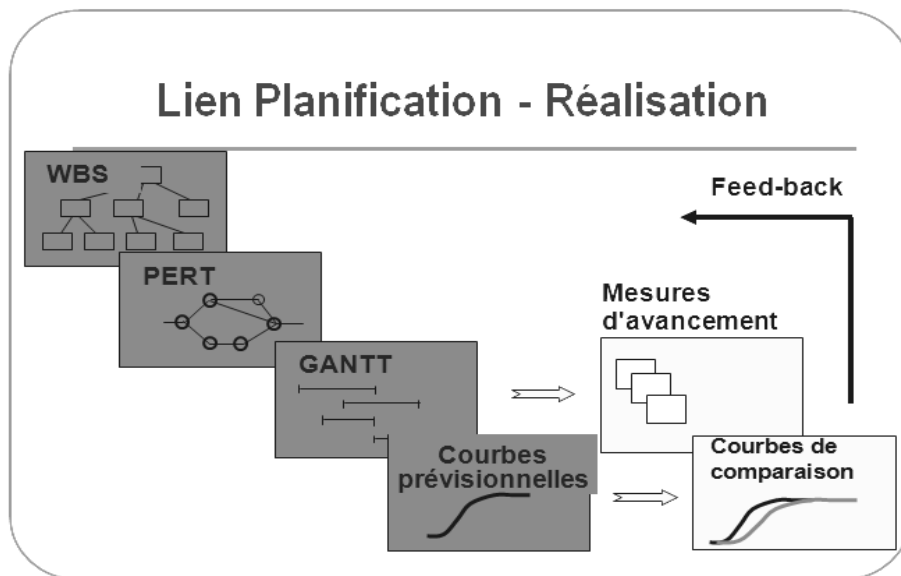 Lien Planification - Réalisation
WBS
Feed-back
PERT
Mesures
d'avancement
GANTT
Courbes
prévisionnelles
Courbes de
comparaison